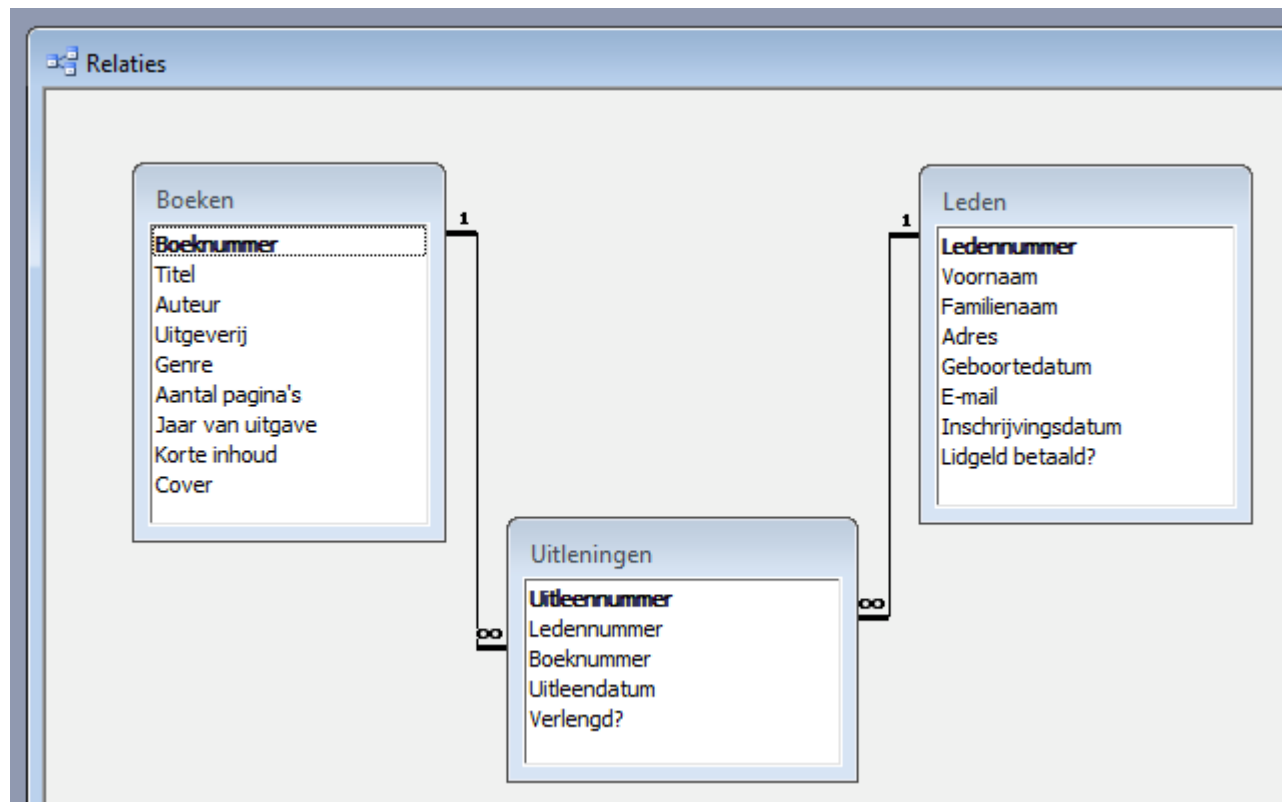 Relaties
Boeken
Boeknummer
Titel
Auteur
Uitgeverij
Genre
Aantal pagina's
Jaar van uitgave
Korte inhoud
Cover
1
∞
Leden
Ledennummer
Voornaam
Familienaam
Adres
Geboortedatum
E-mail
Inschrijvingsdatum
Lidgeld betaald?
1
∞
Uitleningen
Uitleennummer
Ledennummer
Boeknummer
Uitleendatum
Verlengd?